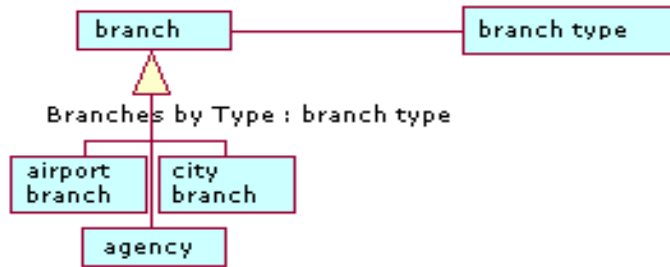 branch
branch type
Branches by Type : branch type
airport
branch
city
branch
agency